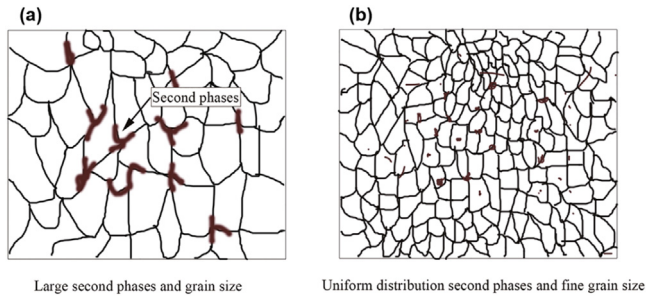 (a)
(b)
Second phases
Large second phases and grain size
Uniform distribution second phases and fine grain size